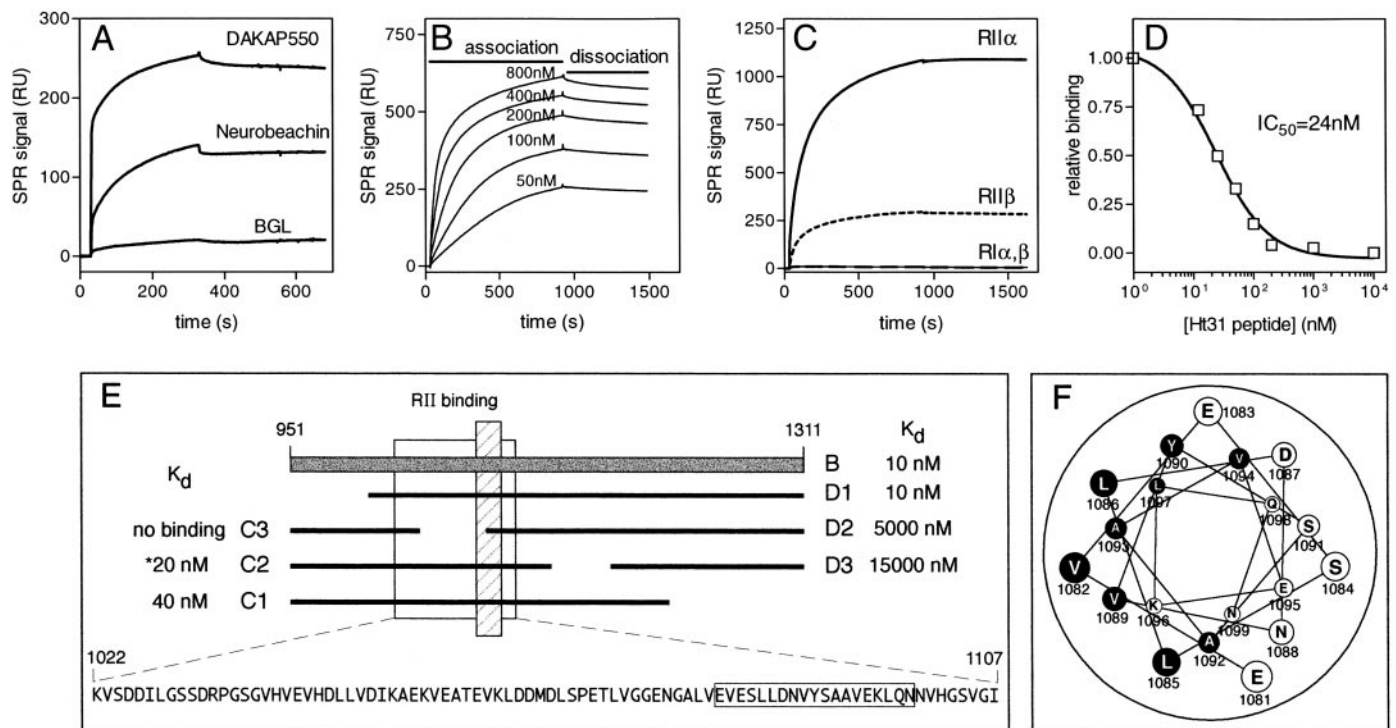 A
300
200
100
0
SPR signal (RU)
DAKAP550
Neurobeachin
BGL
0 200 400 600
time (s)
B
750
500
250
0
SPR signal (RU)
association
dissociation
800nM
400nM
200nM
100nM
50nM
0 500 1000 1500
time (s)
C
1250
1000
750
500
250
0
SPR signal (RU)
RIIα
RIIβ
RIα,β
0 500 1000 1500
time (s)
D
1.00
0.75
0.50
0.25
0.00
relative binding
IC50=24nM
10^0 10^1 10^2 10^3 10^4
[Ht31 peptide] (nM)
E
RII binding
951 1311
Kd
Kd
B 10 nM
D1 10 nM
no binding C3 D2 5000 nM
*20 nM C2 D3 15000 nM
40 nM C1
1022 1107
KVSDDILGSSDRPGSGVHVEVHDLLVDIKAEKVEATEVKLDDMDLSPETLVGGENGALVEVESLLDNVYSAAVEKLQNNVHGSVGI
F
E 1083
Y 1090
V 1094
D 1087
L 1086
L 1097
Q 1098
S 1091
A 1093
S 1084
V 1082
V 1089
K 1096
E 1095
N 1099
N 1088
A 1092
L 1085
E 1081